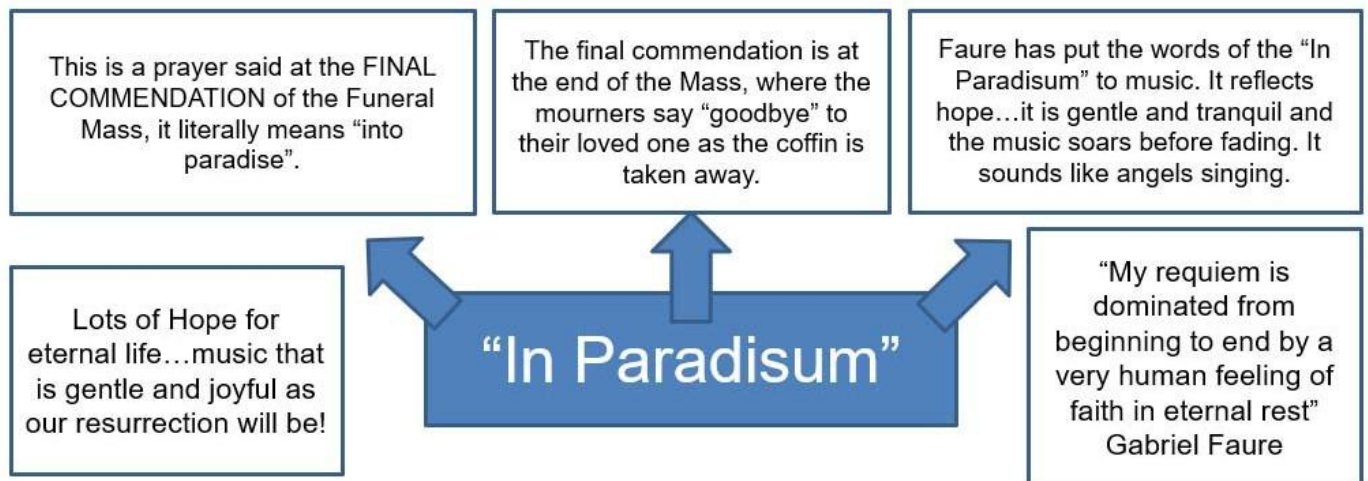 This is a prayer said at the FINAL
COMMENDATION of the Funeral
Mass, it literally means “into
paradise”.
The final commendation is at
the end of the Mass, where the
mourners say “goodbye” to
their loved one as the coffin is
taken away.
Faure has put the words of the “In
Paradisum” to music. It reflects
hope…it is gentle and tranquil and
the music soars before fading. It
sounds like angels singing.
Lots of Hope for
eternal life…music that
is gentle and joyful as
our resurrection will be!
“In Paradisum”
“My requiem is
dominated from
beginning to end by a
very human feeling of
faith in eternal rest”
Gabriel Faure